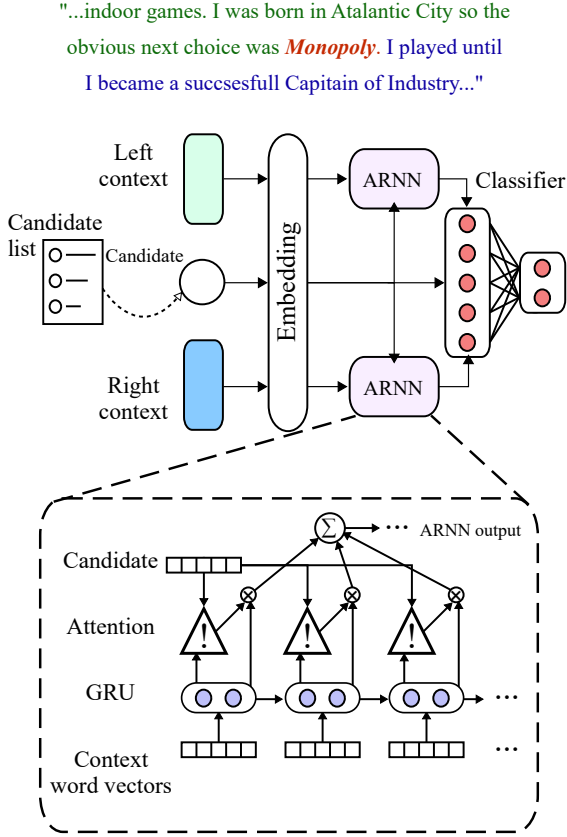 "...indoor games. I was born in Atalantic City so the
obvious next choice was Monopoly. I played until
I became a succsesfull Capitain of Industry..."
Left
context
ARNN
Classifier
Candidate
list
Candidate
Embedding
Right
context
ARNN
Σ
... ARNN output
Candidate
Attention
! ! !
GRU
...
Context
word vectors
...